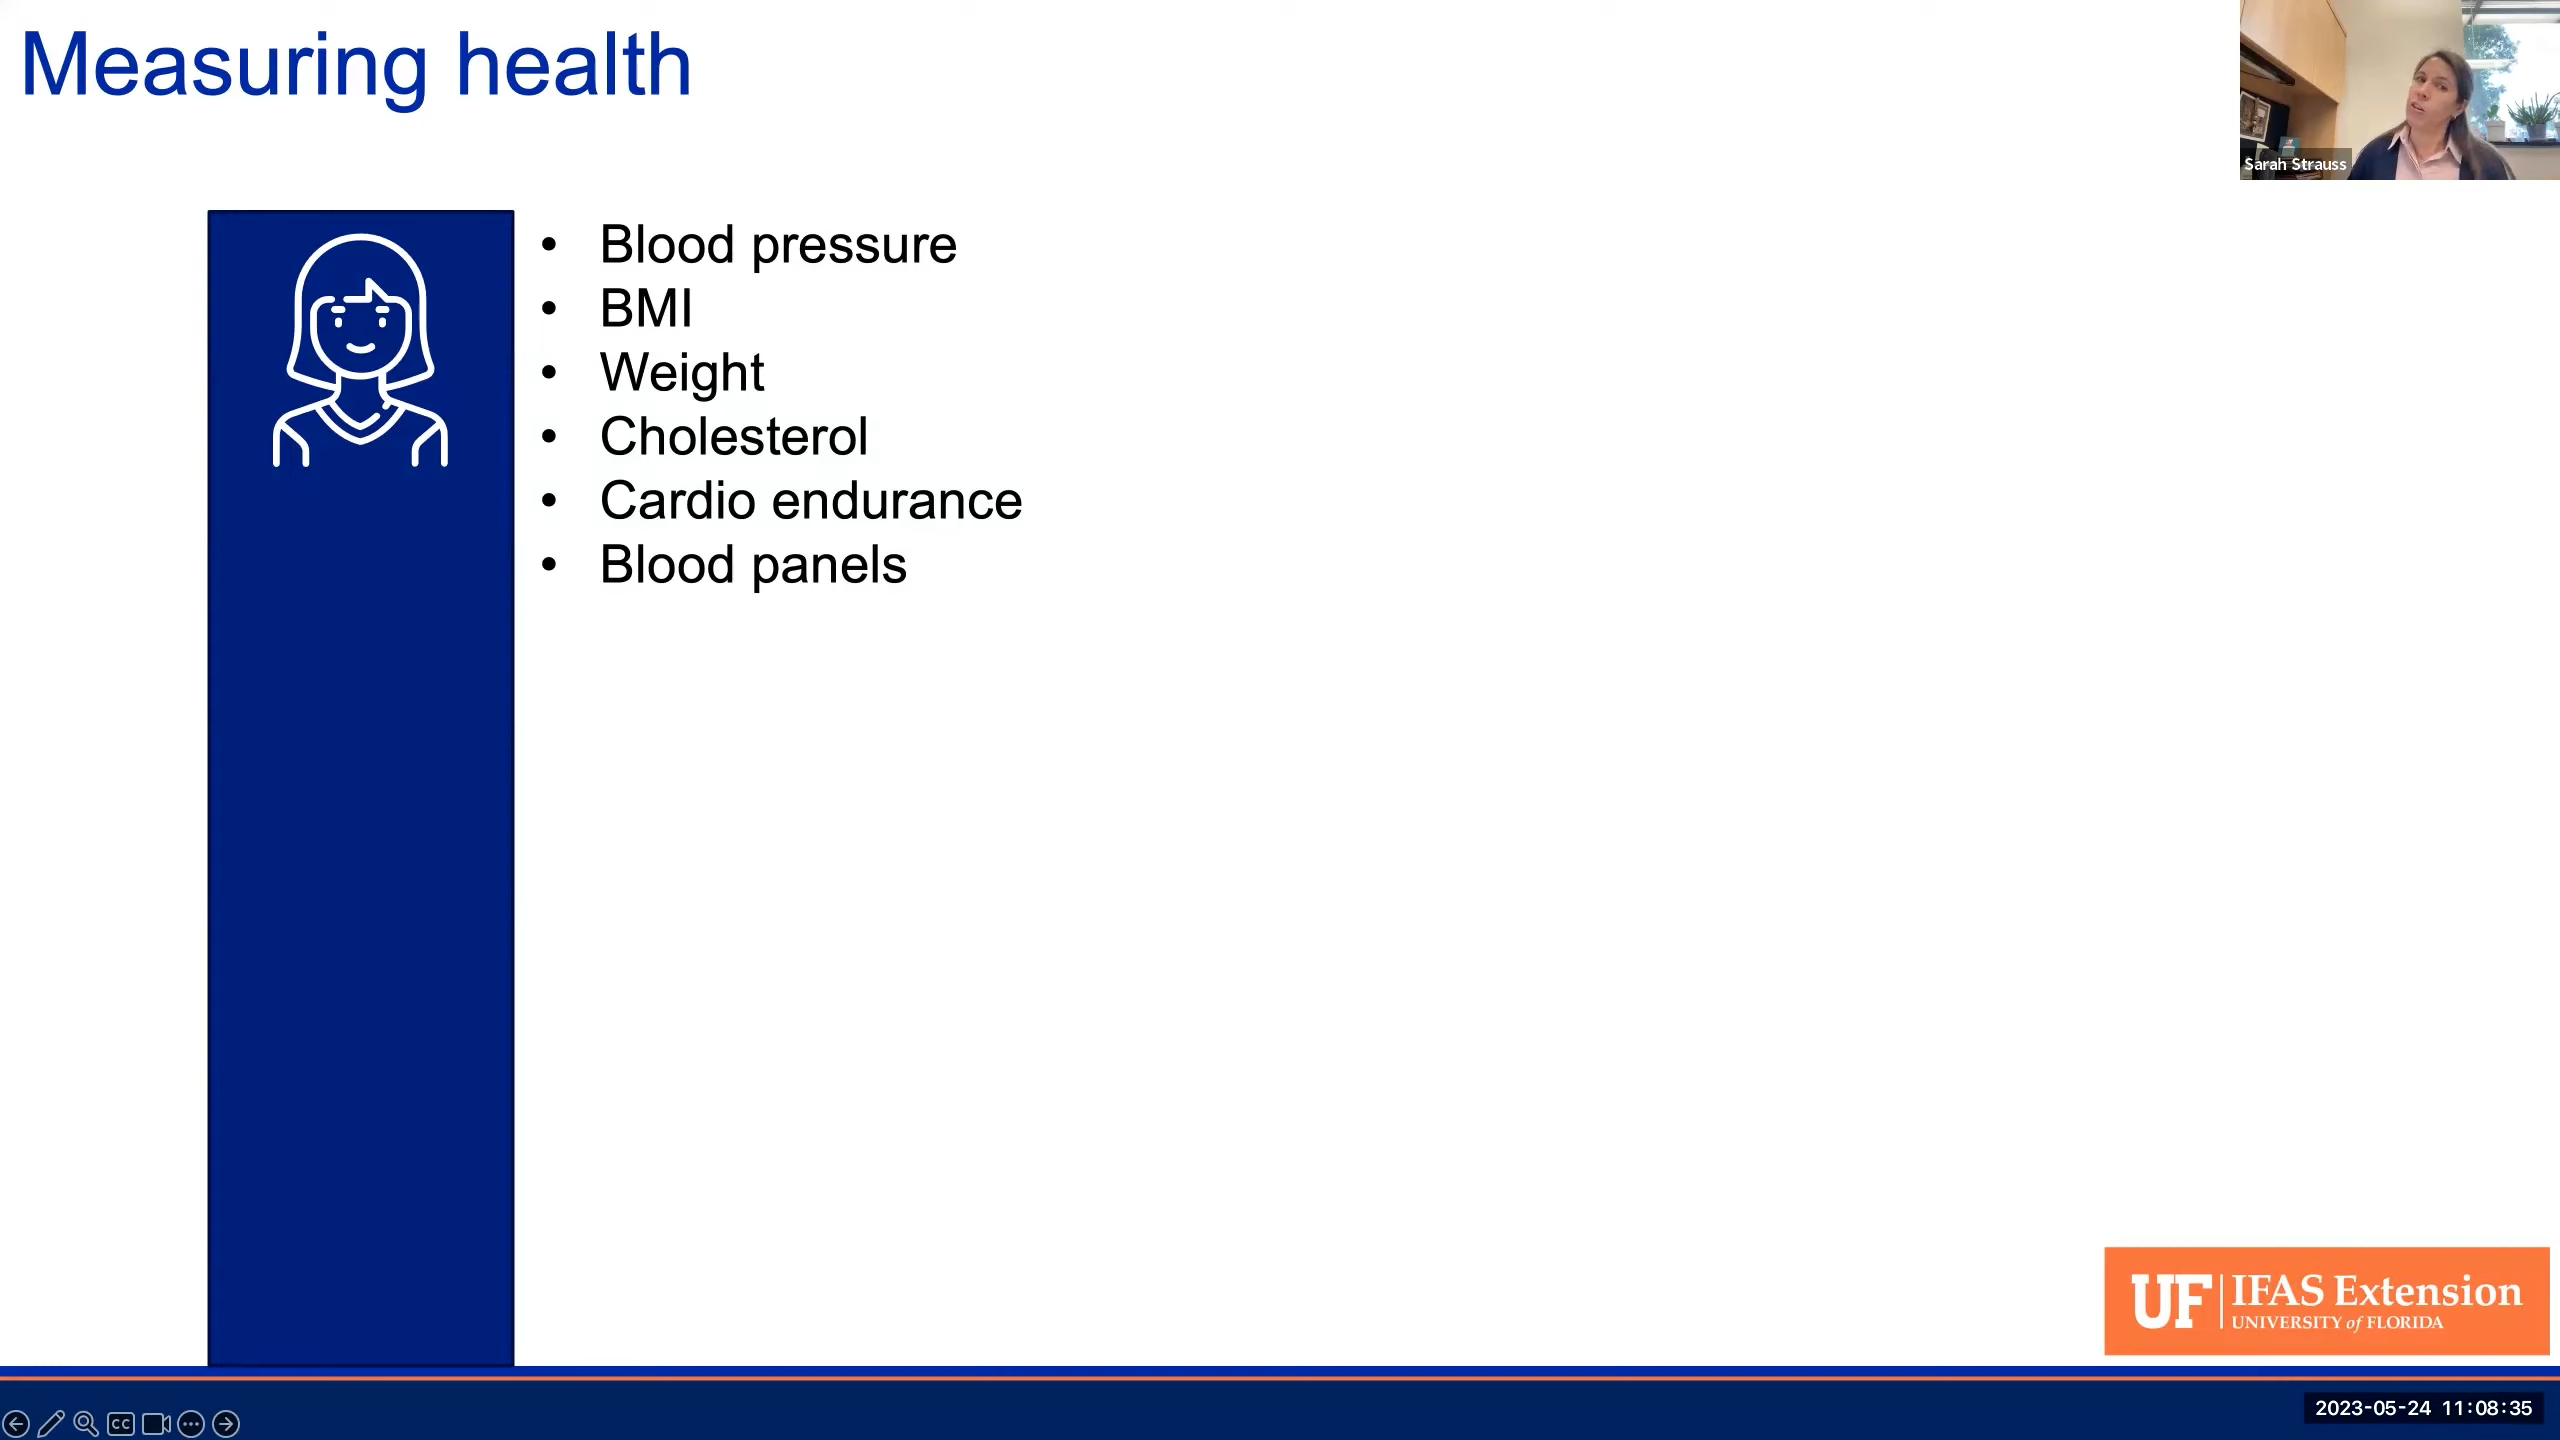 Measuring health
Sarah Strauss
• Blood pressure
• BMI
• Weight
• Cholesterol
• Cardio endurance
• Blood panels
UF IFAS Extension
UNIVERSITY of FLORIDA
CC
2023-05-24 11:08:35